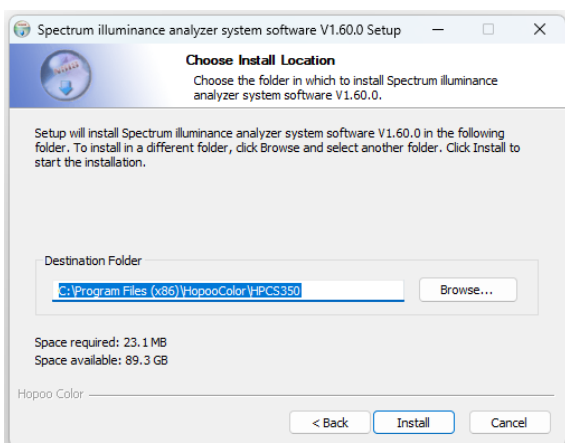 Spectrum illuminance analyzer system software V1.60.0 Setup
Choose Install Location
Choose the folder in which to install Spectrum illuminance
analyzer system software V1.60.0.
Setup will install Spectrum illuminance analyzer system software V1.60.0 in the following
folder. To install in a different folder, click Browse and select another folder. Click Install to
start the installation.
Destination Folder
C:\Program Files (x86)\HopooColor\HPCS350
Browse...
Space required: 23.1 MB
Space available: 89.3 GB
Hopoo Color
< Back
Install
Cancel